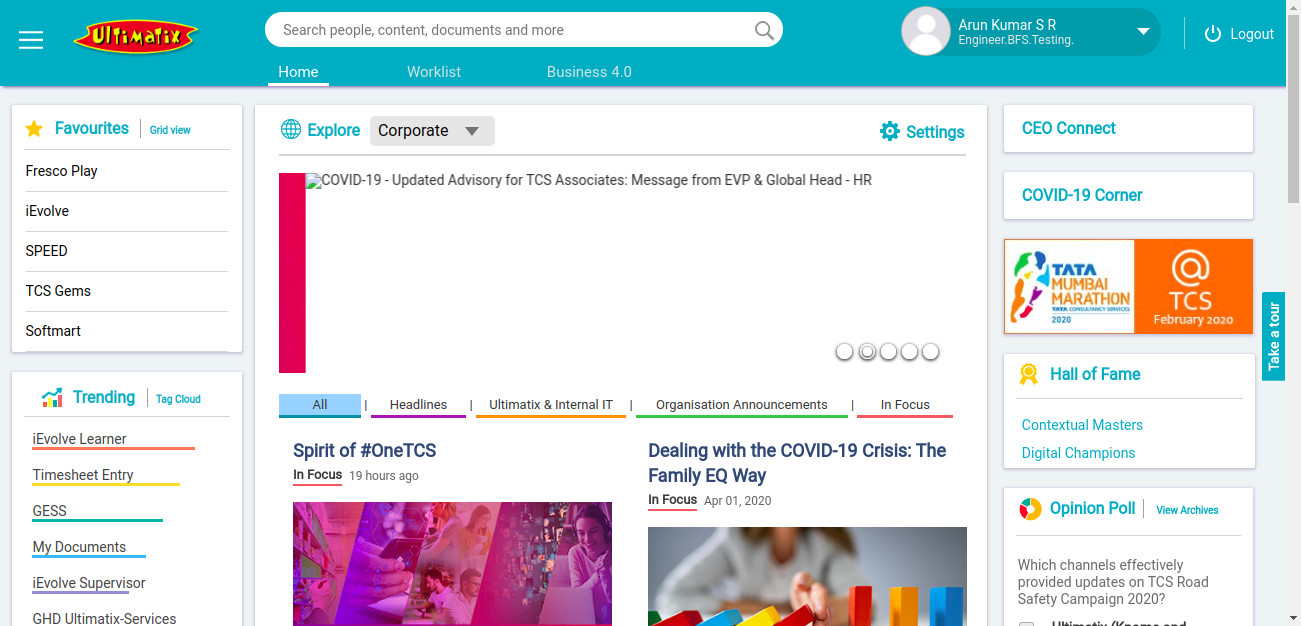 Ultimatix
Search people, content, documents and more
Arun Kumar S R
Engineer.BFS.Testing.
Logout
Home
Worklist
Business 4.0
Favourites
Grid view
Fresco Play
iEvolve
SPEED
TCS Gems
Softmart
Trending
Tag Cloud
iEvolve Learner
Timesheet Entry
GESS
My Documents
iEvolve Supervisor
GHD Ultimatix-Services
Explore
Corporate
Settings
COVID-19 - Updated Advisory for TCS Associates: Message from EVP & Global Head - HR
All | Headlines | Ultimatix & Internal IT | Organisation Announcements | In Focus
Spirit of #OneTCS
In Focus 19 hours ago
Dealing with the COVID-19 Crisis: The
Family EQ Way
In Focus Apr 01, 2020
CEO Connect
COVID-19 Corner
TATA
MUMBAI
MARATHON
TATA CONSULTANCY SERVICES
2020
@
TCS
February 2020
Take a tour
Hall of Fame
Contextual Masters
Digital Champions
Opinion Poll
View Archives
Which channels effectively
provided updates on TCS Road
Safety Campaign 2020?
Ultimatix (Knome and